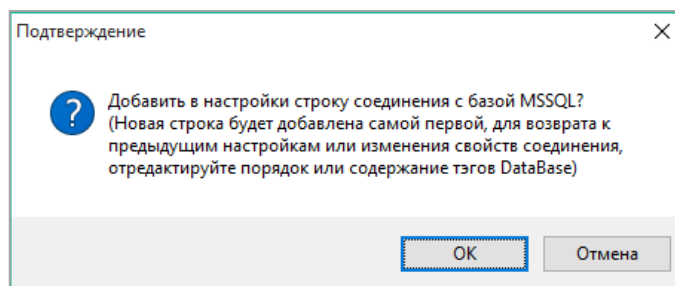 Подтверждение
Добавить в настройки строку соединения с базой MSSQL?
(Новая строка будет добавлена самой первой, для возврата к
предыдущим настройкам или изменения свойств соединения,
отредактируйте порядок или содержание тэгов DataBase)
OK
Отмена